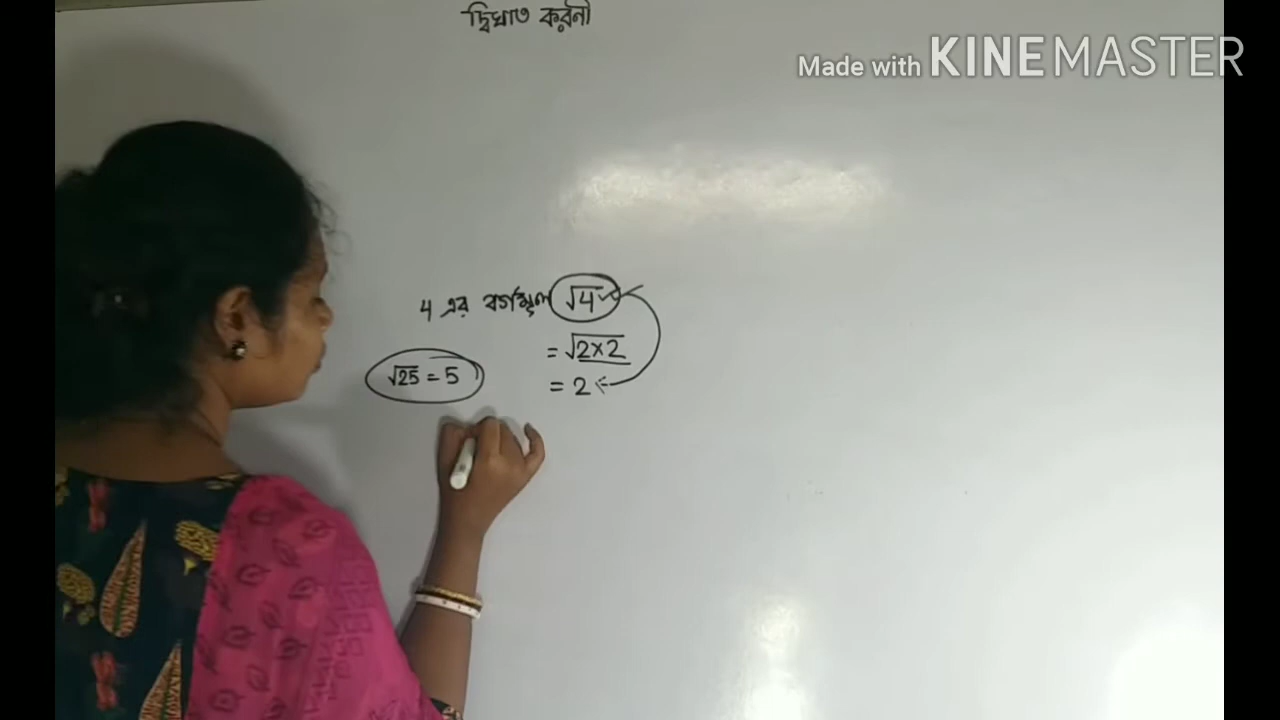 দ্বিঘাত করনী
Made with KINEMASTER
4 এর বর্গমূল √4
= √2×2
√25 = 5
= 2